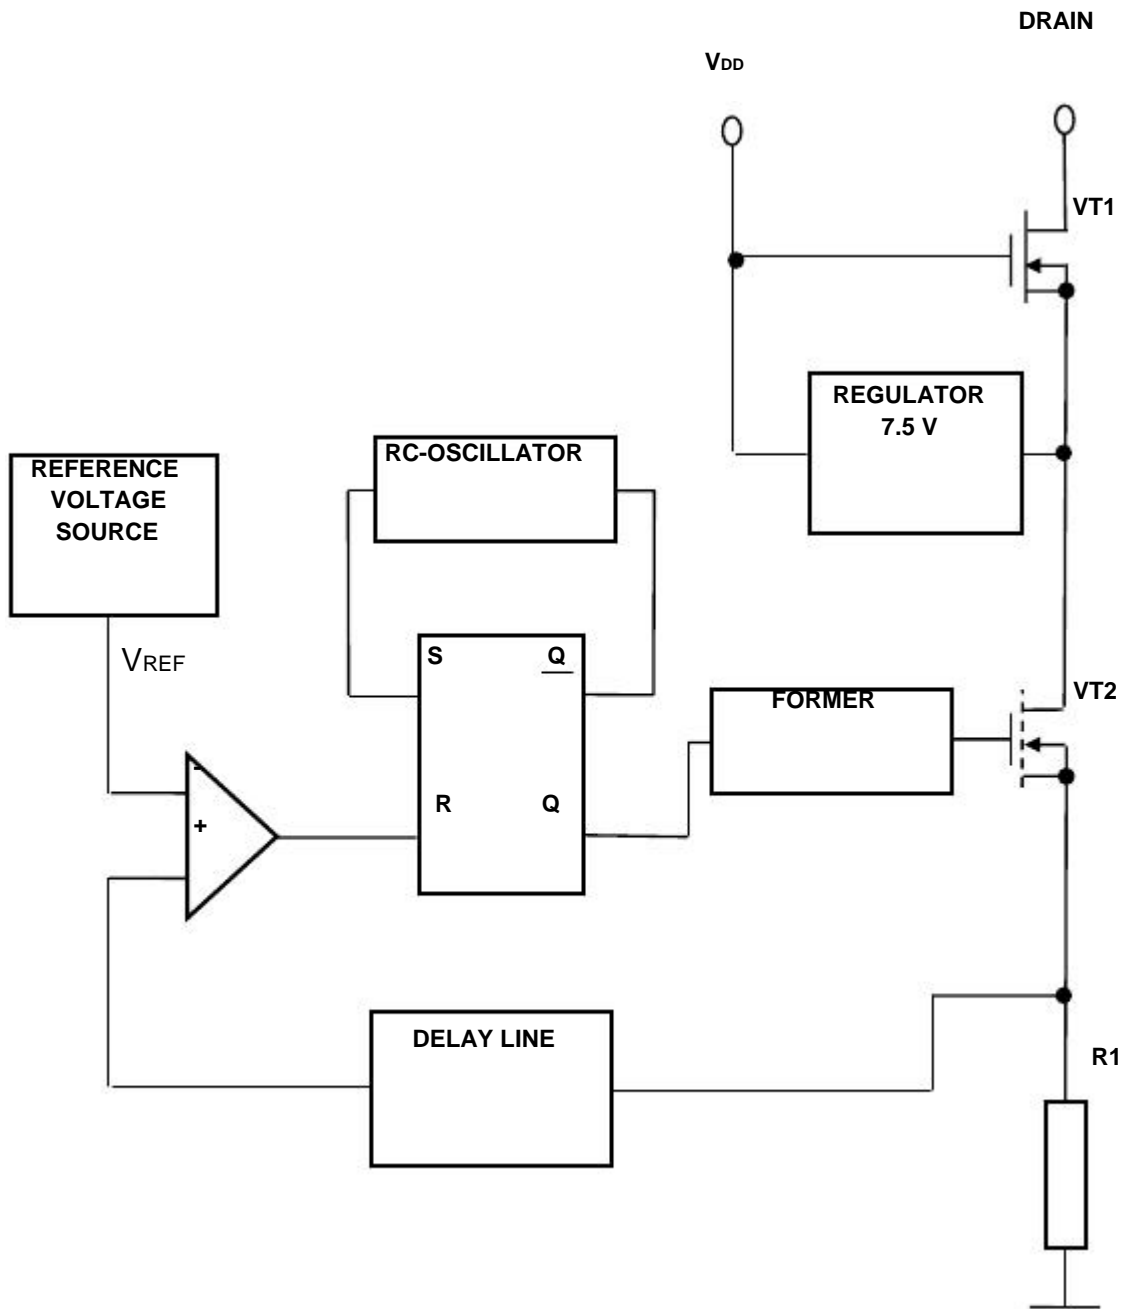 DRAIN
VDD
VT1
REGULATOR
7.5 V
RC-OSCILLATOR
REFERENCE
VOLTAGE
SOURCE
VREF
S
Q
VT2
FORMER
-
+
R
Q
DELAY LINE
R1